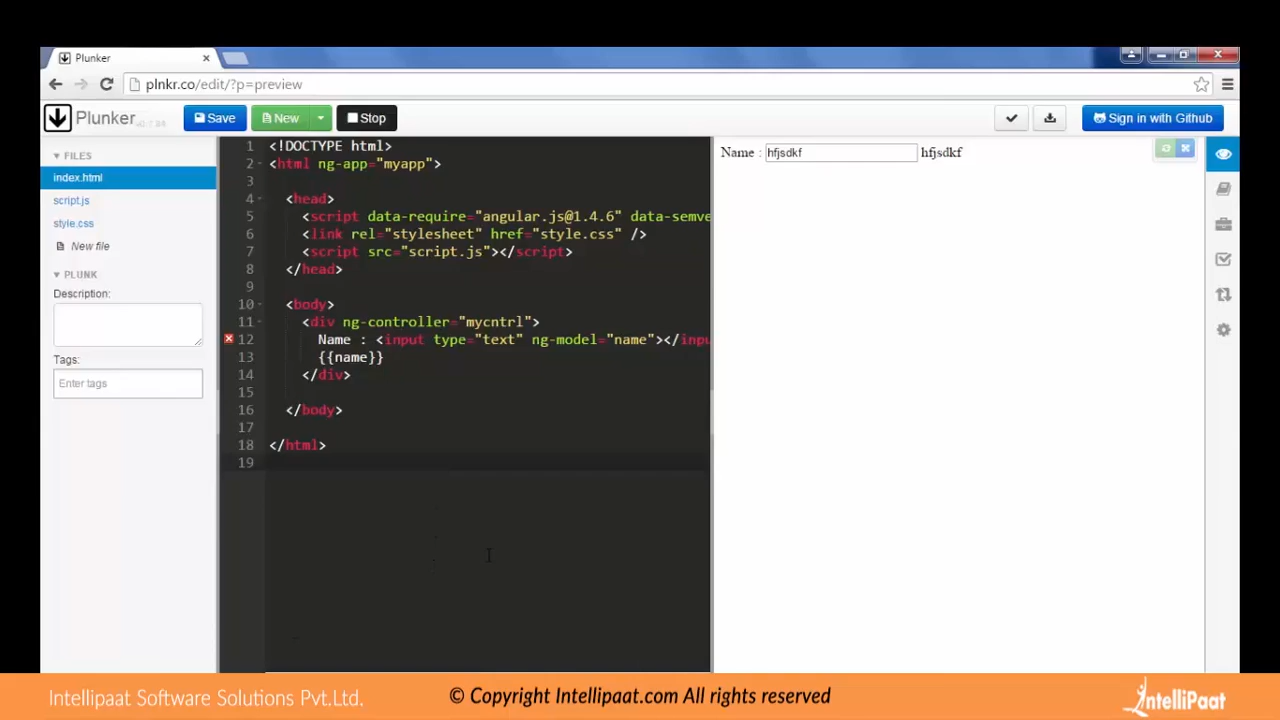 Plunker
plnkr.co/edit/?p=preview
Plunker
Save New Stop
Sign in with Github
FILES
index.html
script.js
style.css
New file
PLUNK
Description:
Tags:
Enter tags
1 <!DOCTYPE html>
2 <html ng-app="myapp">
3
4 <head>
5 <script data-require="angular.js@1.4.6" data-semve
6 <link rel="stylesheet" href="style.css" />
7 <script src="script.js"></script>
8 </head>
9
10 <body>
11 <div ng-controller="mycntrl">
12 Name : <input type="text" ng-model="name"></inpu
13 {{name}}
14 </div>
15
16 </body>
17
18 </html>
19
Name : hfjsdkf hfjsdkf
Intellipaat Software Solutions Pvt.Ltd.
© Copyright Intellipaat.com All rights reserved
IntelliPaat